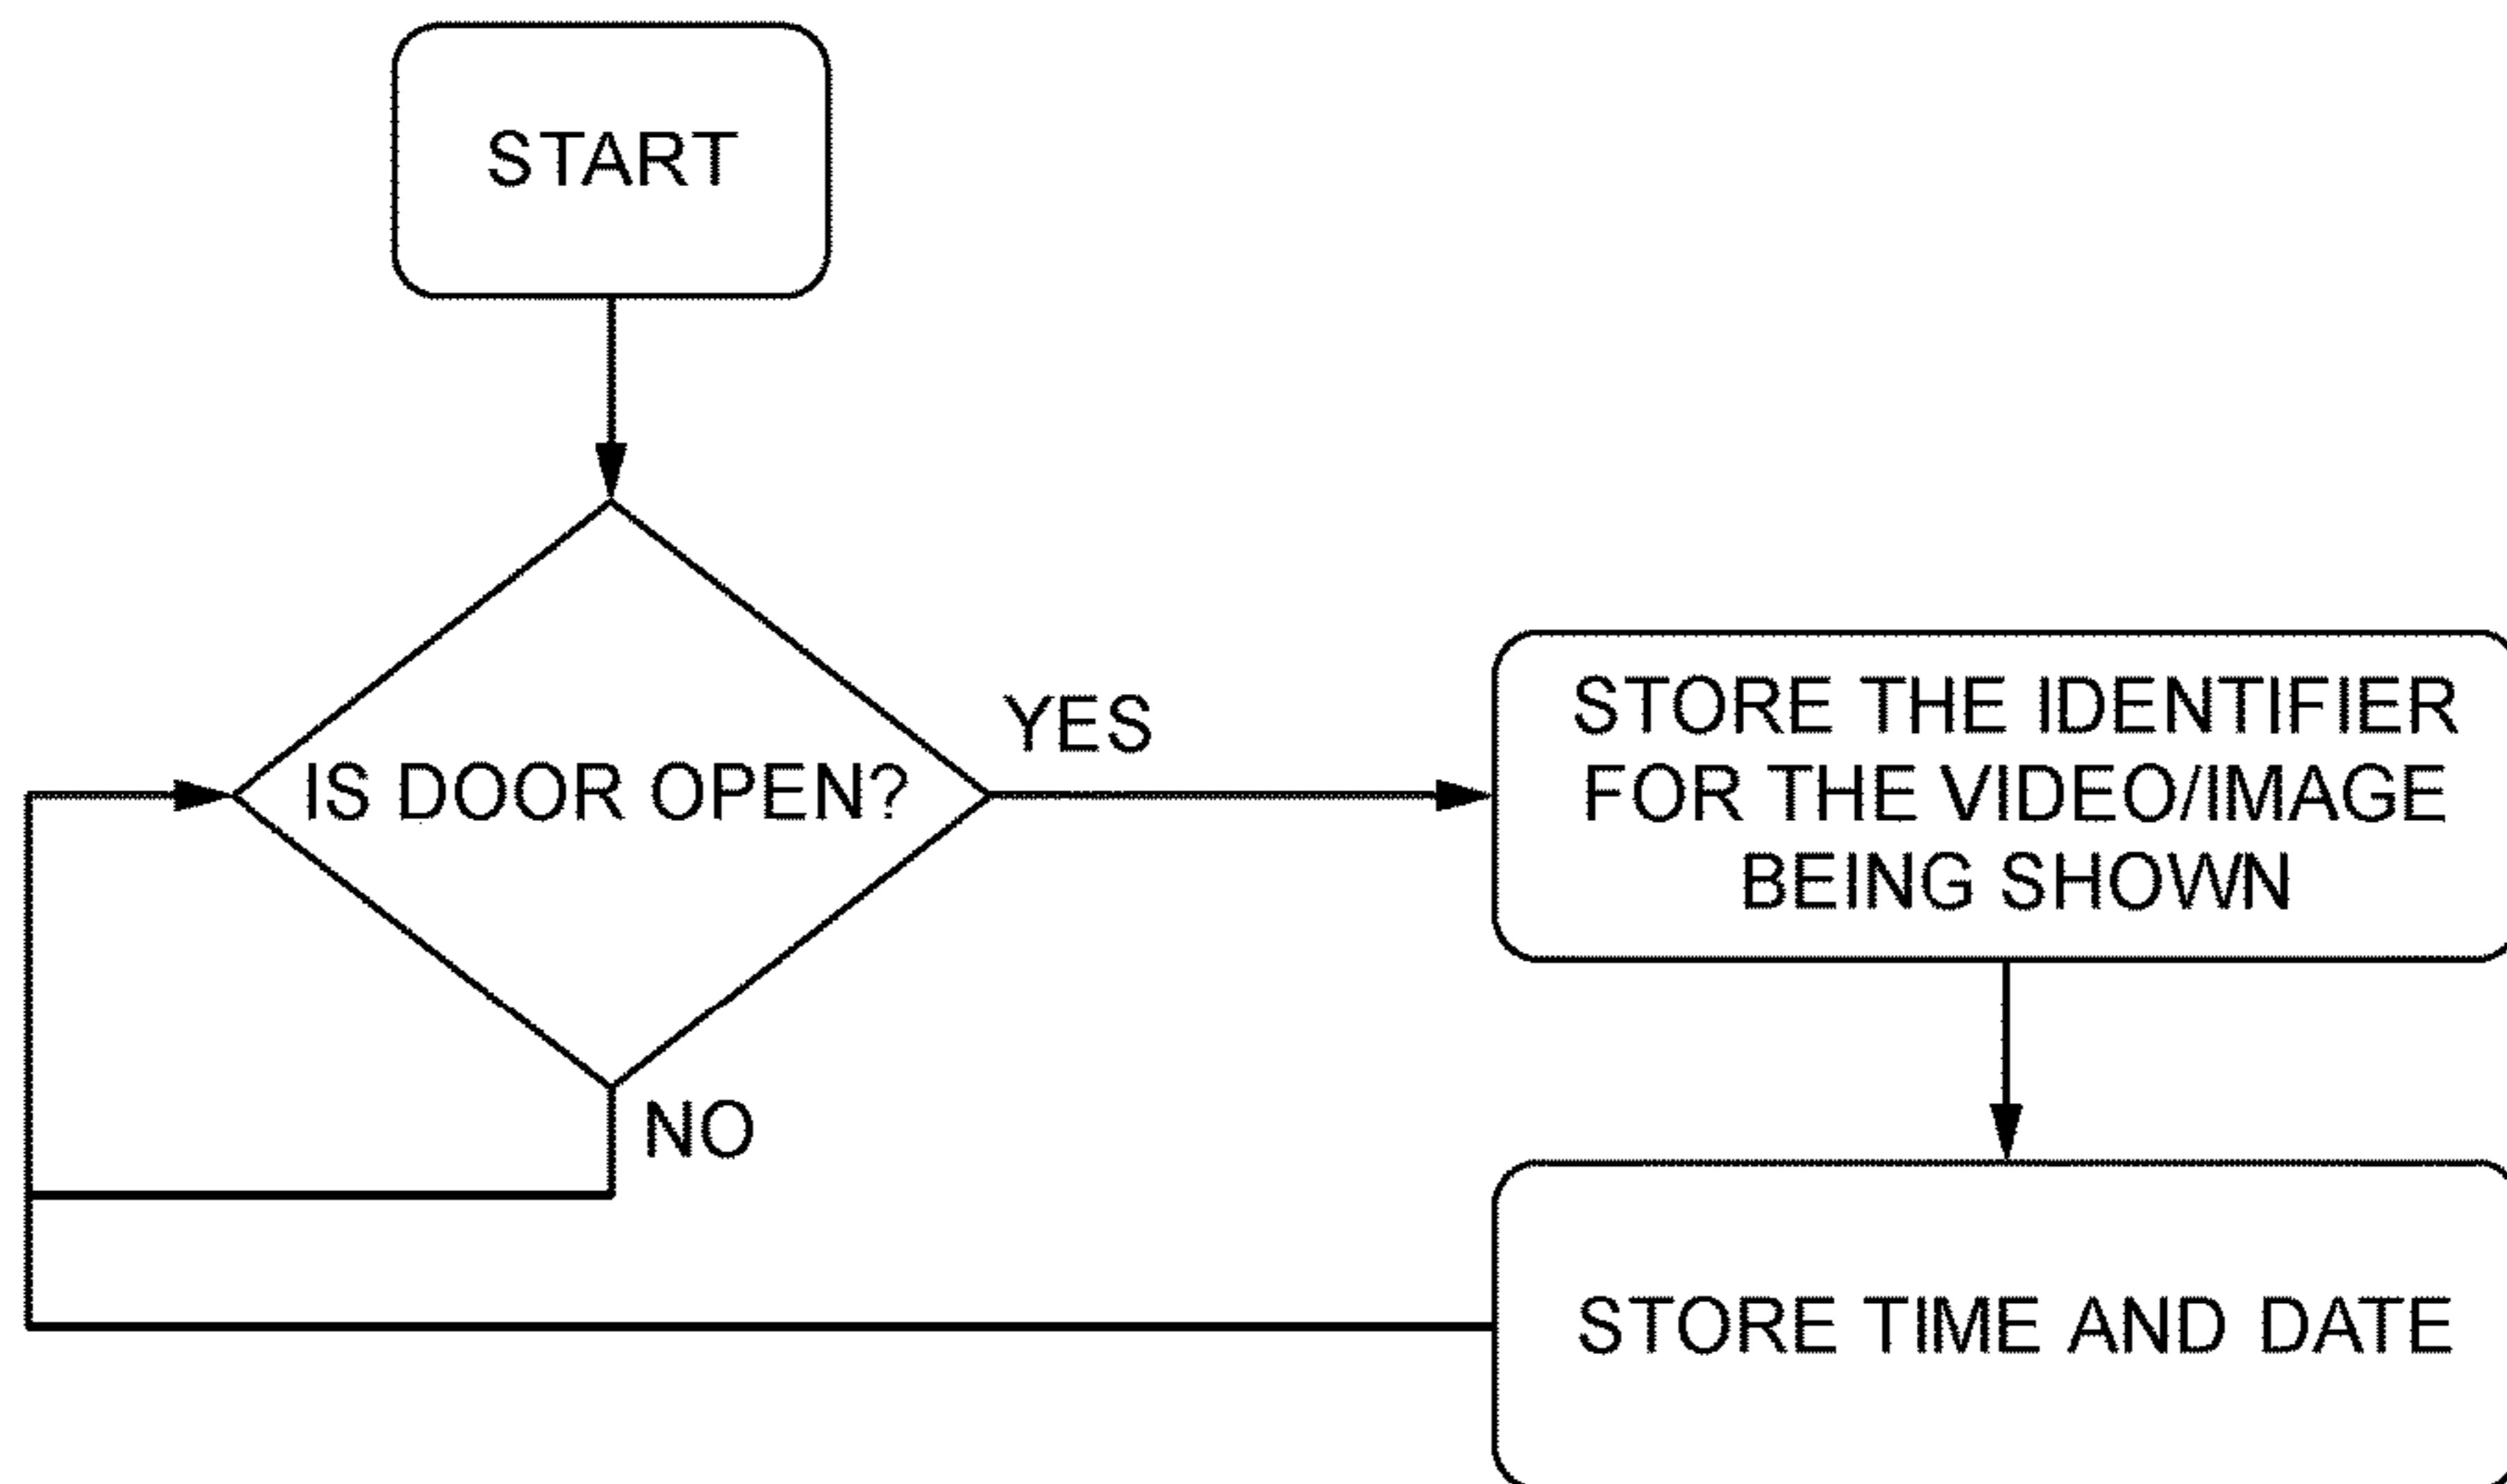 START
IS DOOR OPEN?
YES
STORE THE IDENTIFIER
FOR THE VIDEO/IMAGE
BEING SHOWN
NO
STORE TIME AND DATE